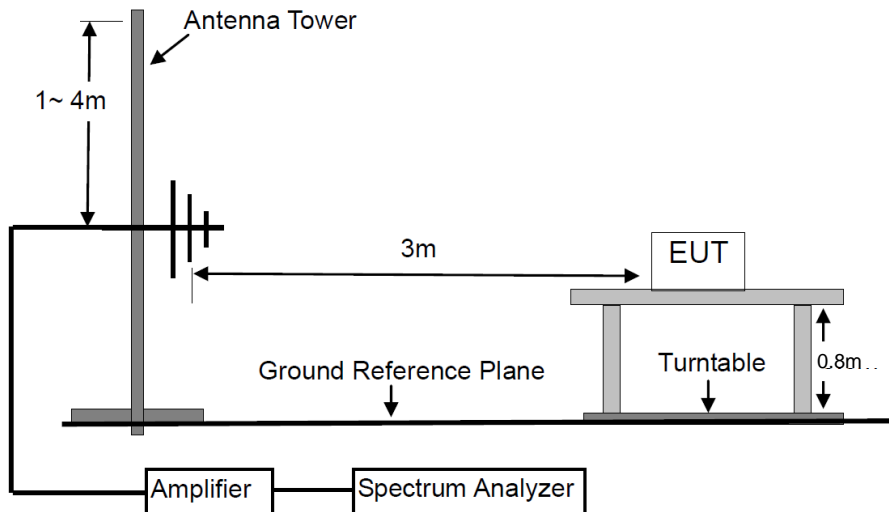 Antenna Tower
1~ 4m
3m
EUT
Ground Reference Plane
Turntable
0.8m
Amplifier
Spectrum Analyzer